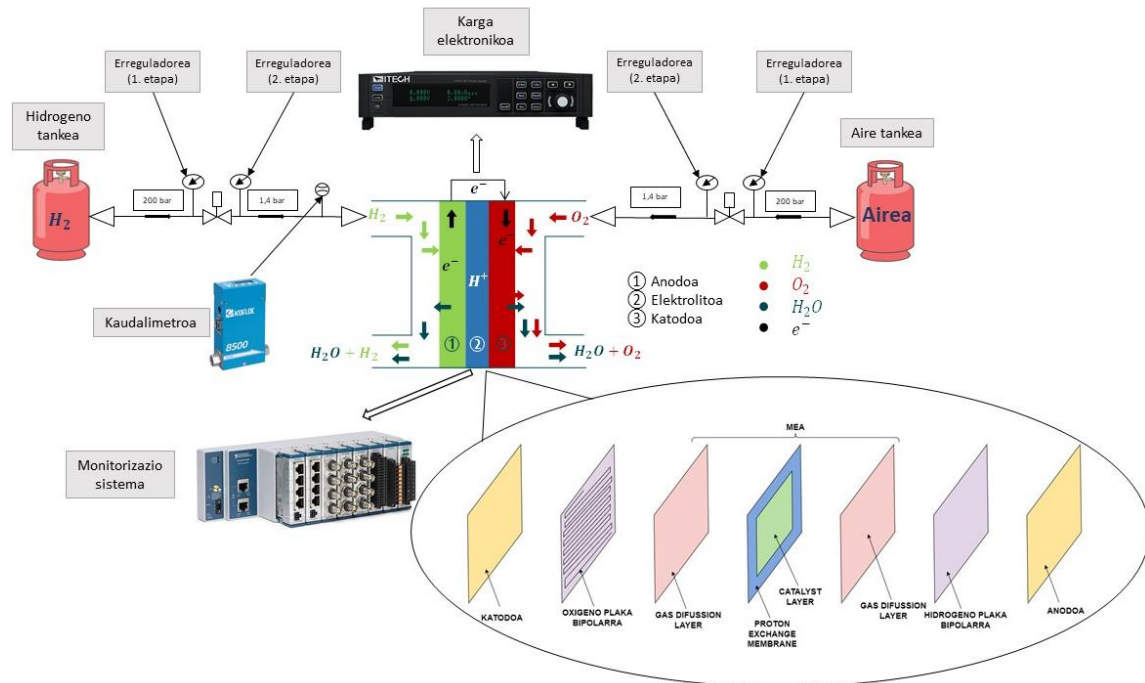 Karga
elektronikoa
Erreguladorea
(1. etapa)
Erreguladorea
(2. etapa)
Erreguladorea
(2. etapa)
Erreguladorea
(1. etapa)
ITECH
Hidrogeno
tankea
Aire tankea
200 bar
1,4 bar
1,4 bar
200 bar
H₂
Airea
e⁻
H₂
O₂
e⁻
e⁻
H⁺
① Anodoa
② Elektrolitoa
③ Katodoa
H₂
O₂
H₂O
e⁻
Kaudalimetroa
KOFLOC
8500
H₂O + H₂
① ② ③
H₂O + O₂
Monitorizazio
sistema
MEA
KATODOA
OXIGENO PLAKA
BIPOLARRA
GAS DIFUSSION
LAYER
PROTON
EXCHANGE
MEMBRANE
CATALYST
LAYER
GAS DIFUSSION
LAYER
HIDROGENO PLAKA
BIPOLARRA
ANODOA